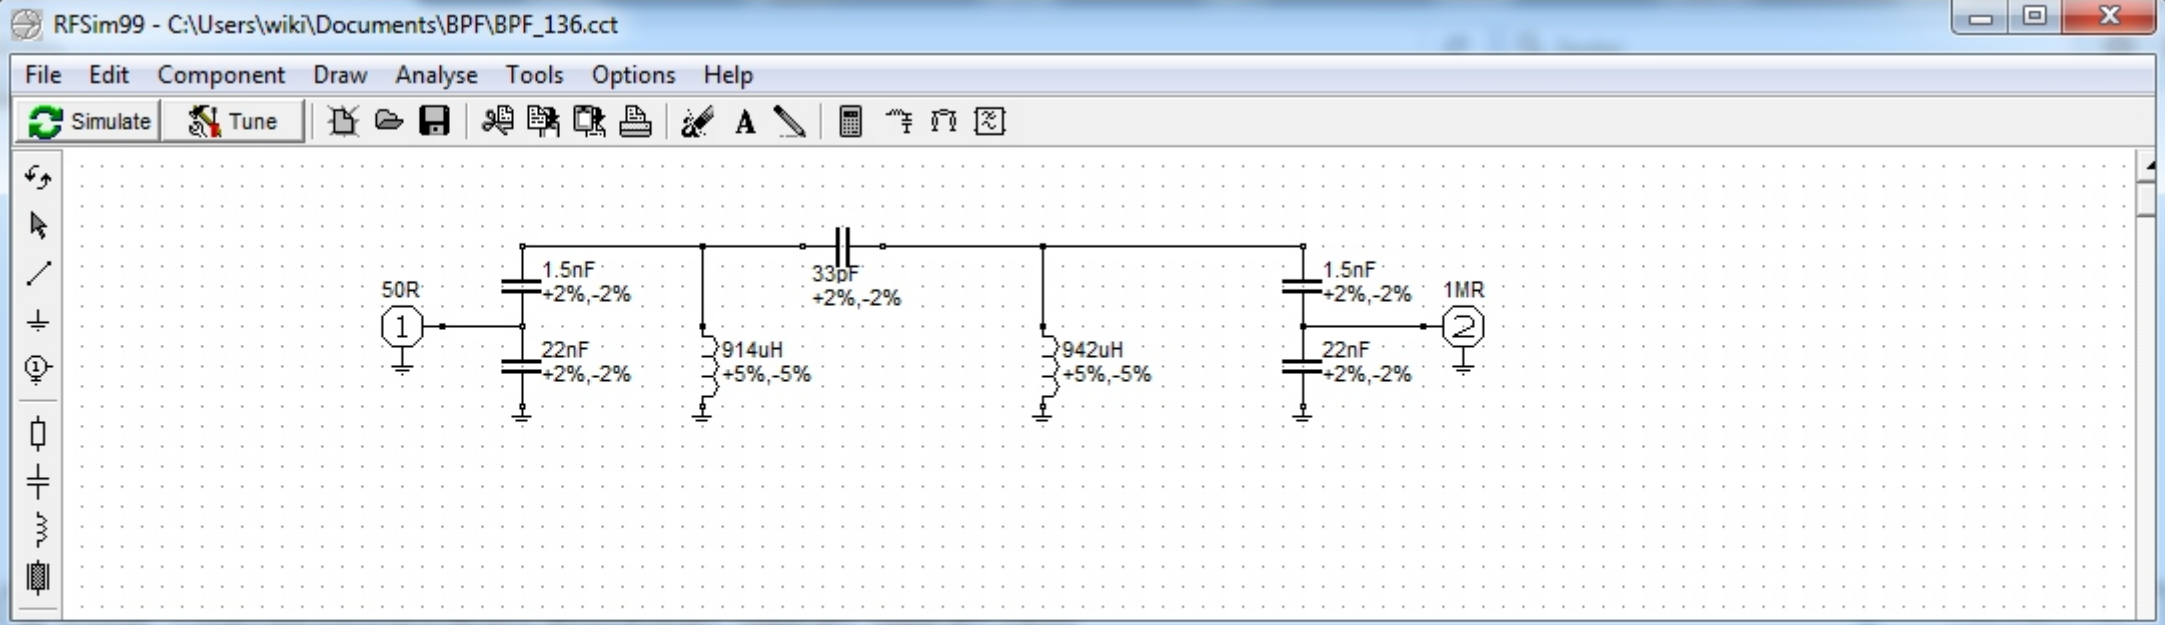 RFSim99 - C:\Users\wiki\Documents\BPF\BPF_136.cct
File Edit Component Draw Analyse Tools Options Help
Simulate Tune A
50R
1
1.5nF
+2%,-2%
22nF
+2%,-2%
914uH
+5%,-5%
33pF
+2%,-2%
942uH
+5%,-5%
1.5nF
+2%,-2%
22nF
+2%,-2%
1MR
2
1